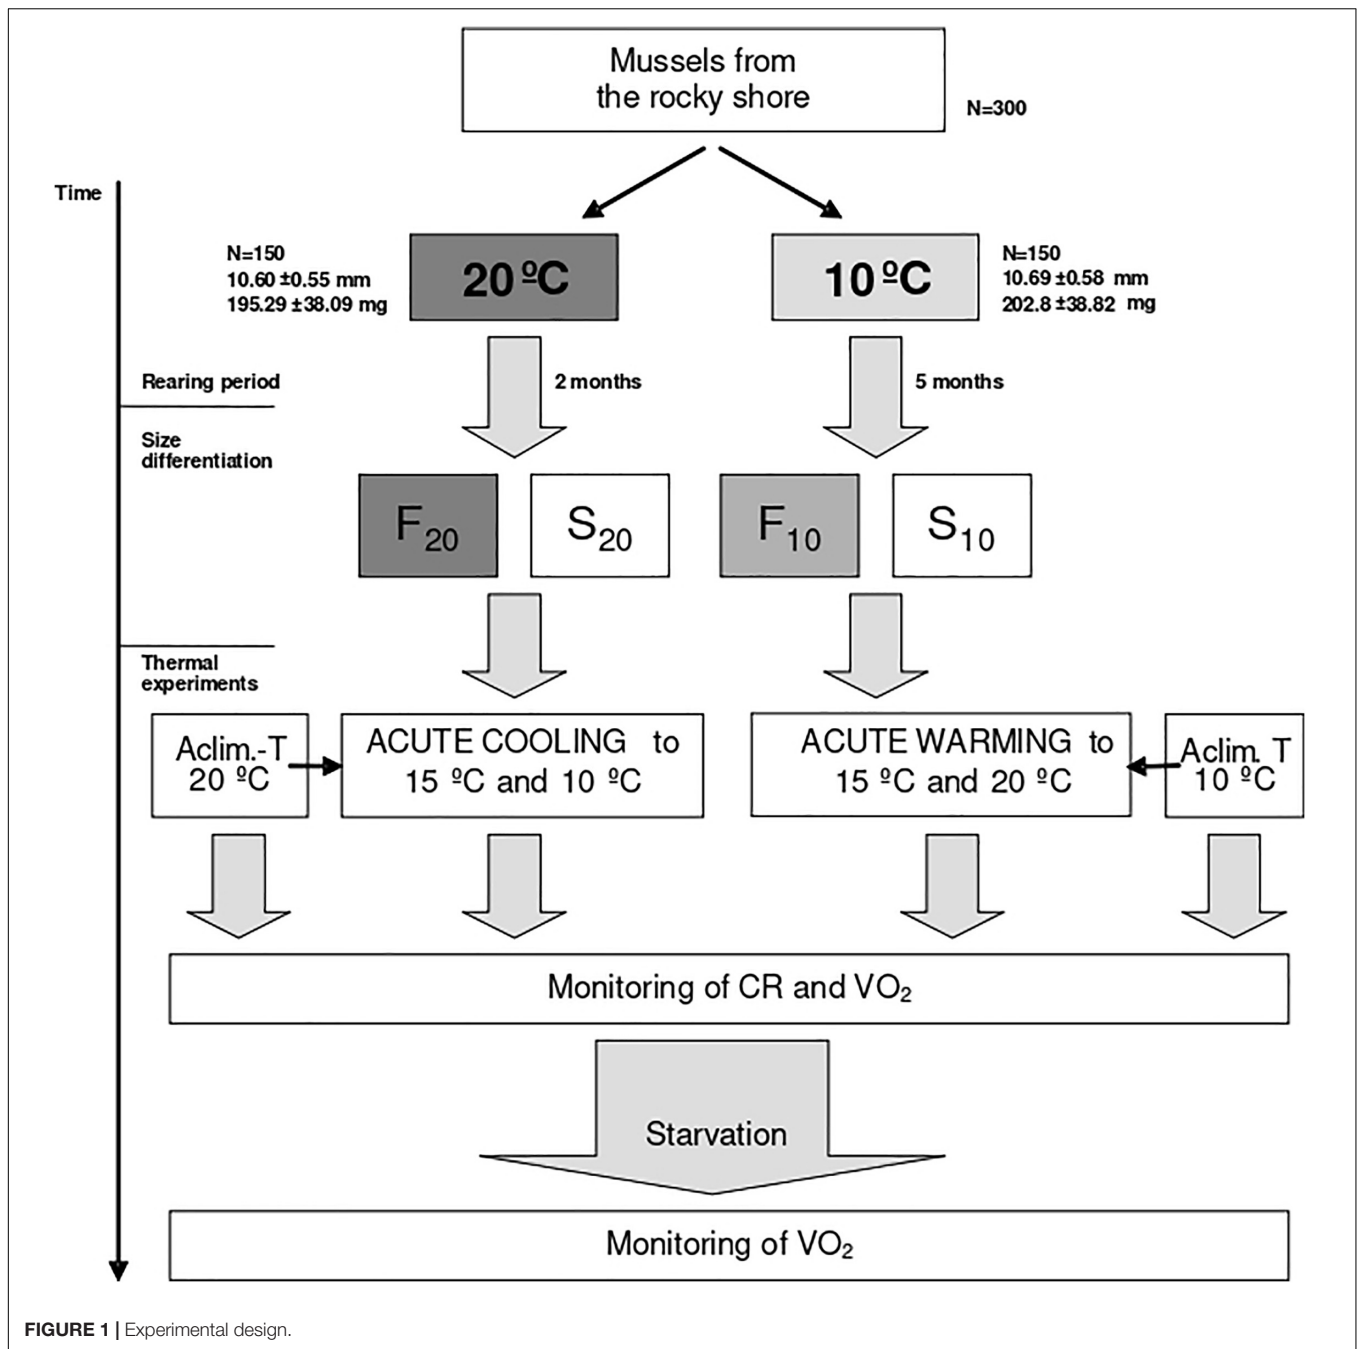 Mussels from
the rocky shore
N=300
Time
N=150
10.60 ±0.55 mm
195.29 ±38.09 mg
20 ºC
10 ºC
N=150
10.69 ±0.58 mm
202.8 ±38.82 mg
Rearing period
2 months
5 months
Size
differentiation
F20
S20
F10
S10
Thermal
experiments
Aclim.-T
20 ºC
ACUTE COOLING to
15 ºC and 10 ºC
ACUTE WARMING to
15 ºC and 20 ºC
Aclim. T
10 ºC
Monitoring of CR and VO2
Starvation
Monitoring of VO2
FIGURE 1 | Experimental design.